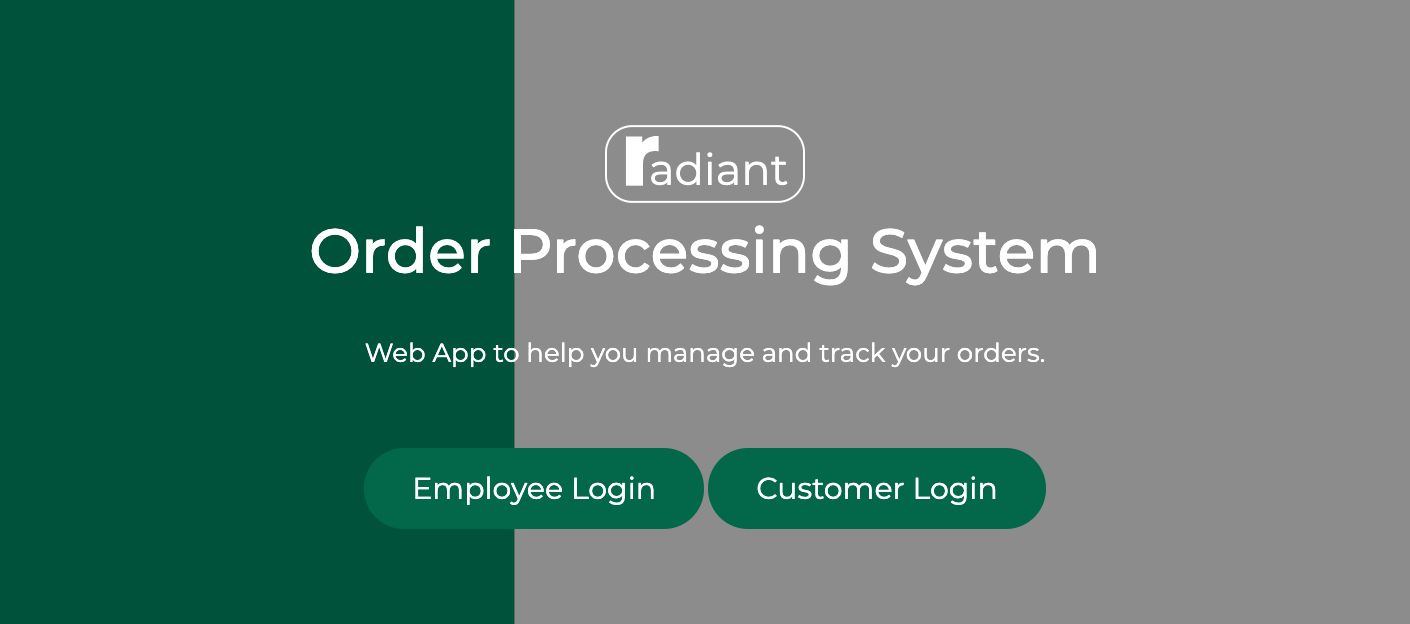 radiant
Order Processing System
Web App to help you manage and track your orders.
Employee Login
Customer Login